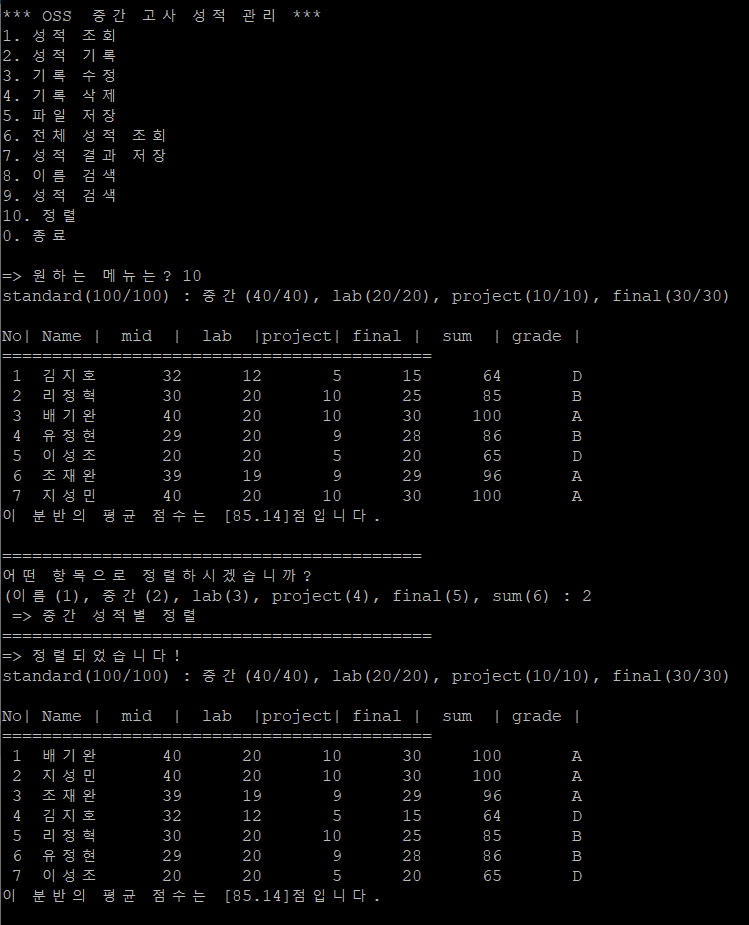 *** OSS 중간 고사 성적 관리 ***
1. 성적 조회
2. 성적 기록
3. 기록 수정
4. 기록 삭제
5. 파일 저장
6. 전체 성적 조회
7. 성적 결과 저장
8. 이름 검색
9. 성적 검색
10. 정렬
0. 종료
=> 원하는 메뉴는? 10
standard(100/100) : 중간(40/40), lab(20/20), project(10/10), final(30/30)
No| Name | mid | lab |project| final | sum | grade |
===========================================
1 김지호 32 12 5 15 64 D
2 리정혁 30 20 10 25 85 B
3 배기완 40 20 10 30 100 A
4 유정현 29 20 9 28 86 B
5 이성조 20 20 5 20 65 D
6 조재완 39 19 9 29 96 A
7 지성민 40 20 10 30 100 A
이 분반의 평균 점수는 [85.14]점입니다.
==========================================
어떤 항목으로 정렬하시겠습니까?
(이름(1), 중간(2), lab(3), project(4), final(5), sum(6) : 2
=> 중간 성적별 정렬
===========================================
=> 정렬되었습니다!
standard(100/100) : 중간(40/40), lab(20/20), project(10/10), final(30/30)
No| Name | mid | lab |project| final | sum | grade |
===========================================
1 배기완 40 20 10 30 100 A
2 지성민 40 20 10 30 100 A
3 조재완 39 19 9 29 96 A
4 김지호 32 12 5 15 64 D
5 리정혁 30 20 10 25 85 B
6 유정현 29 20 9 28 86 B
7 이성조 20 20 5 20 65 D
이 분반의 평균 점수는 [85.14]점입니다.